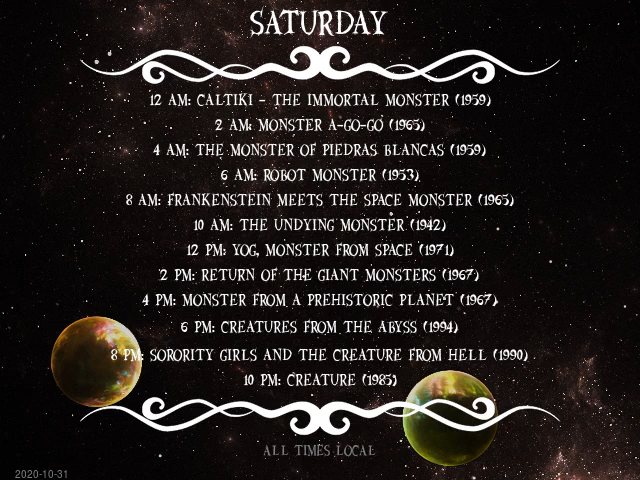 SATURDAY
12 AM: CALTIKI - THE IMMORTAL MONSTER (1959)
2 AM: MONSTER A-GO-GO (1965)
4 AM: THE MONSTER OF PIEDRAS BLANCAS (1959)
6 AM: ROBOT MONSTER (1953)
8 AM: FRANKENSTEIN MEETS THE SPACE MONSTER (1965)
10 AM: THE UNDYING MONSTER (1942)
12 PM: YOG, MONSTER FROM SPACE (1971)
2 PM: RETURN OF THE GIANT MONSTERS (1967)
4 PM: MONSTER FROM A PREHISTORIC PLANET (1967)
6 PM: CREATURES FROM THE ABYSS (1994)
8 PM: SORORITY GIRLS AND THE CREATURE FROM HELL (1990)
10 PM: CREATURE (1985)
ALL TIMES LOCAL
2020-10-31